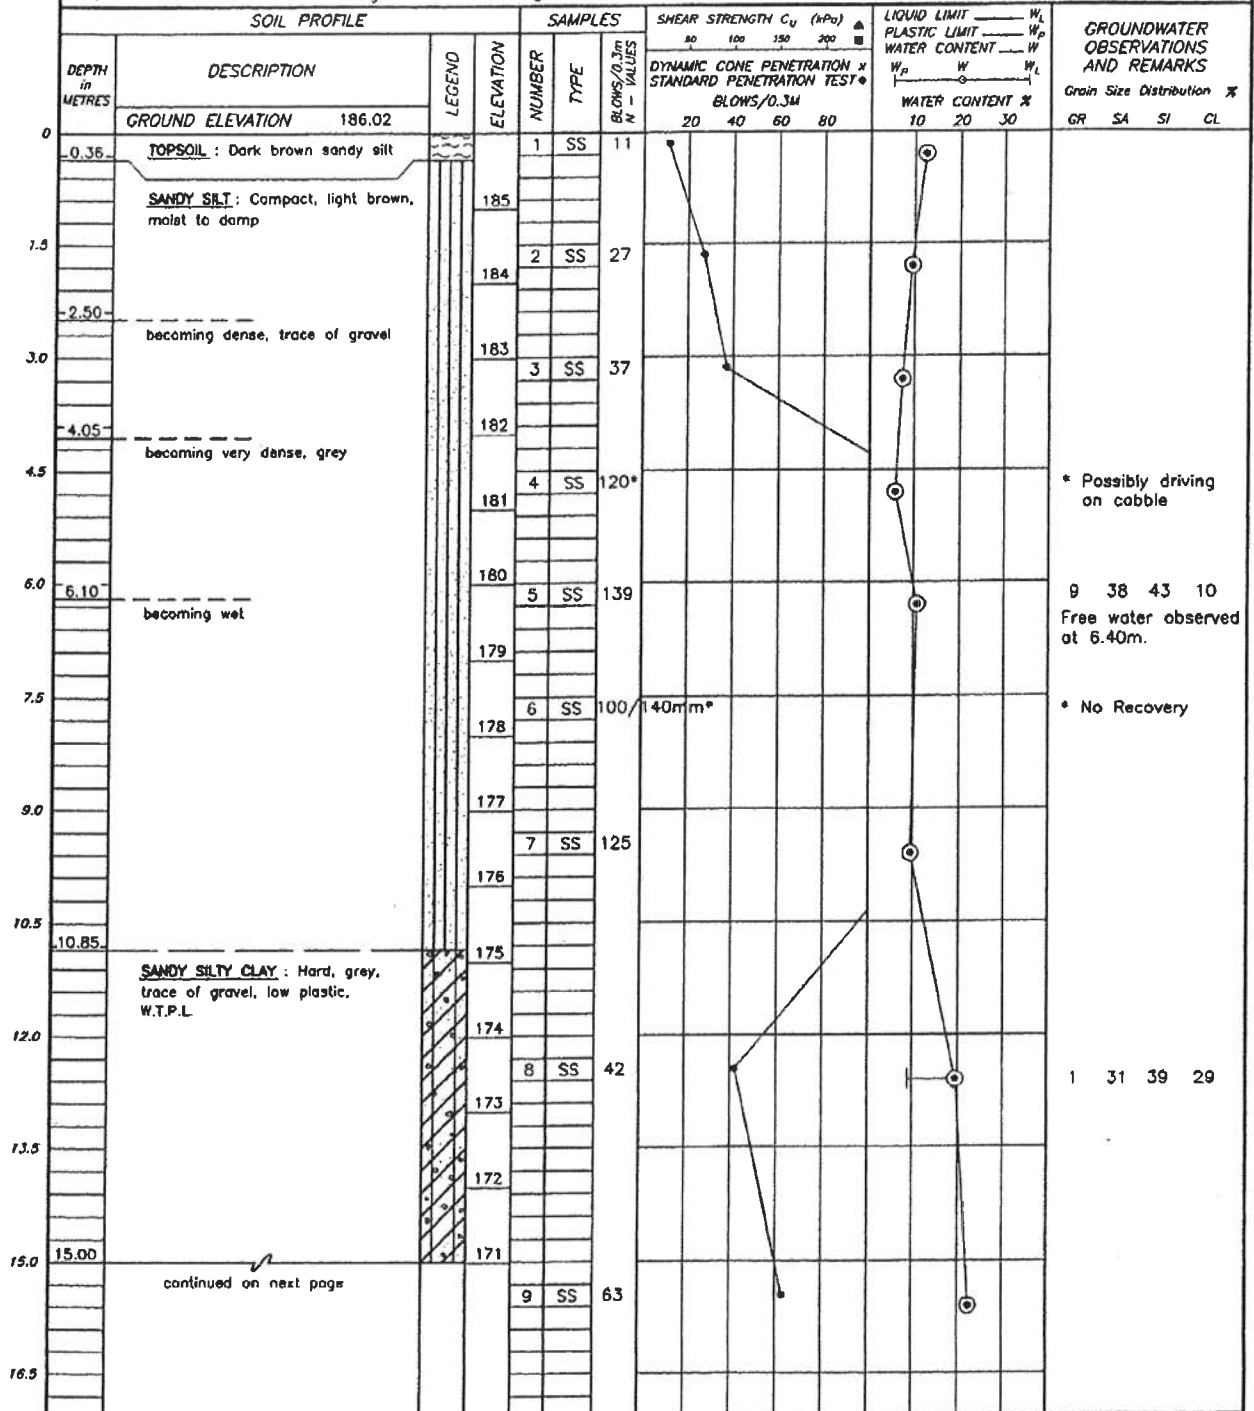 SOIL PROFILE
SAMPLES
SHEAR STRENGTH Cu (kPa)
50 100 150 200
DYNAMIC CONE PENETRATION x
STANDARD PENETRATION TEST
BLOWS/0.3M
20 40 60 80
LIQUID LIMIT WL
PLASTIC LIMIT WP
WATER CONTENT W
WP W WL
WATER CONTENT %
10 20 30
GROUNDWATER
OBSERVATIONS
AND REMARKS
Grain Size Distribution %
GR SA SI CL
DEPTH
in
METRES
DESCRIPTION
LEGEND
ELEVATION
NUMBER
TYPE
BLOWS/0.3m
N - VALUES
GROUND ELEVATION 186.02
0
0.36 TOPSOIL : Dark brown sandy silt
1 SS 11
SANDY SILT : Compact, light brown,
moist to damp
185
1.5
2 SS 27
184
2.50
becoming dense, trace of gravel
183
3.0
3 SS 37
182
4.05
becoming very dense, grey
4.5
4 SS 120*
* Possibly driving
on cobble
181
180
6.0
6.10
5 SS 139
9 38 43 10
becoming wet
Free water observed
at 6.40m.
179
7.5
6 SS 100/140mm*
* No Recovery
178
177
9.0
7 SS 125
176
10.5
10.85
175
SANDY SILTY CLAY : Hard, grey,
trace of gravel, low plastic,
W.T.P.L.
174
12.0
8 SS 42
1 31 39 29
173
13.5
172
15.0 15.00
171
continued on next page
9 SS 63
16.5